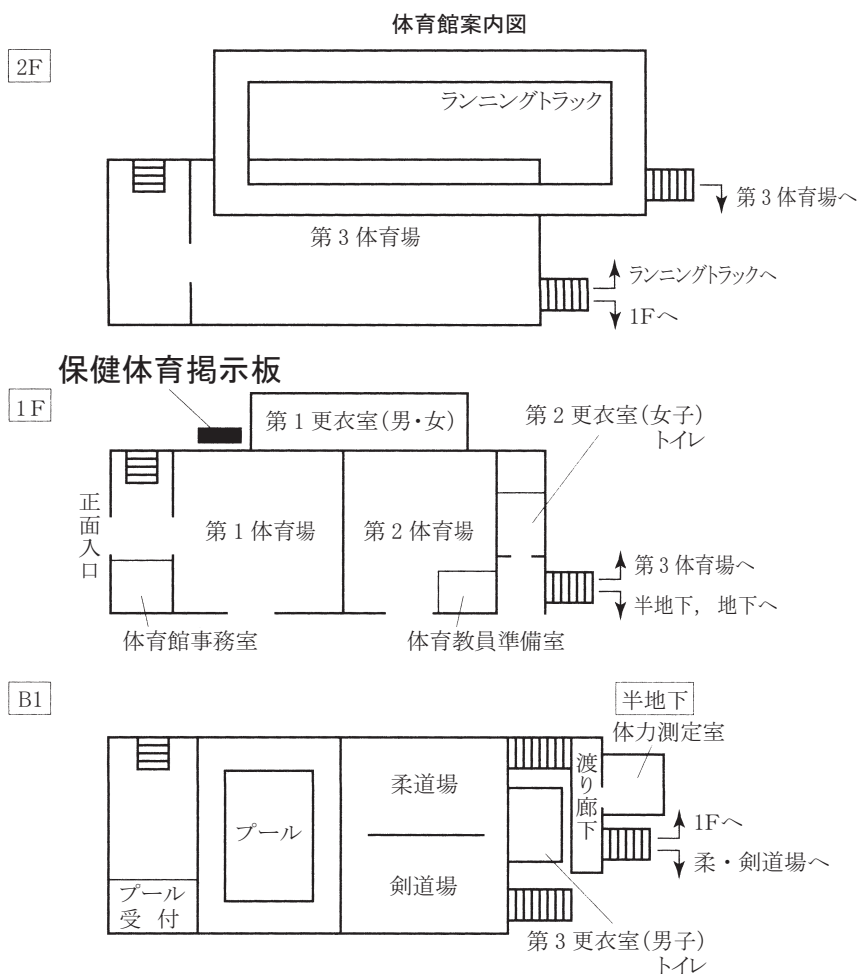 体育館案内図
2F
ランニングトラック
第3体育場へ
第3体育場
ランニングトラックへ
1Fへ
保健体育掲示板
1F
第1更衣室(男・女)
第2更衣室(女子)
トイレ
正面入口
第1体育場
第2体育場
第3体育場へ
半地下，地下へ
体育館事務室
体育教員準備室
B1
半地下
体力測定室
渡り廊下
柔道場
プール
1Fへ
柔・剣道場へ
剣道場
プール
受付
第3更衣室(男子)
トイレ